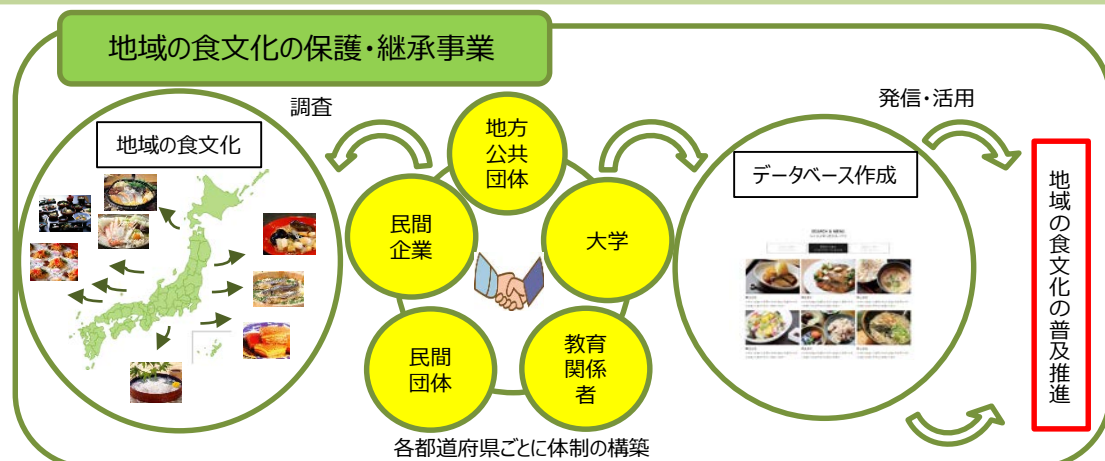 地域の食文化の保護・継承事業
調査
発信・活用
地域の食文化
地方
公共
団体
民間
企業
大学
民間
団体
教育
関係
者
各都道府県ごとに体制の構築
データベース作成
SEARCH & MENU
地域の食文化の普及推進